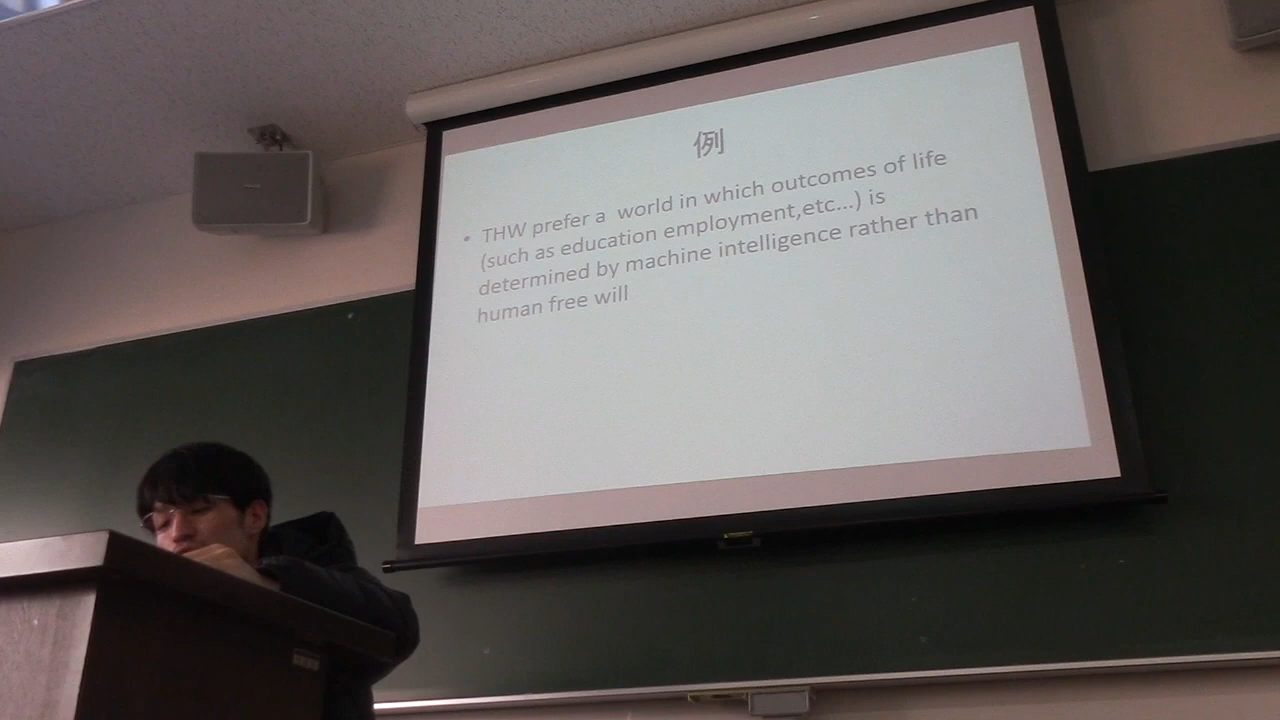 例
• THW prefer a world in which outcomes of life
(such as education employment,etc...) is
determined by machine intelligence rather than
human free will